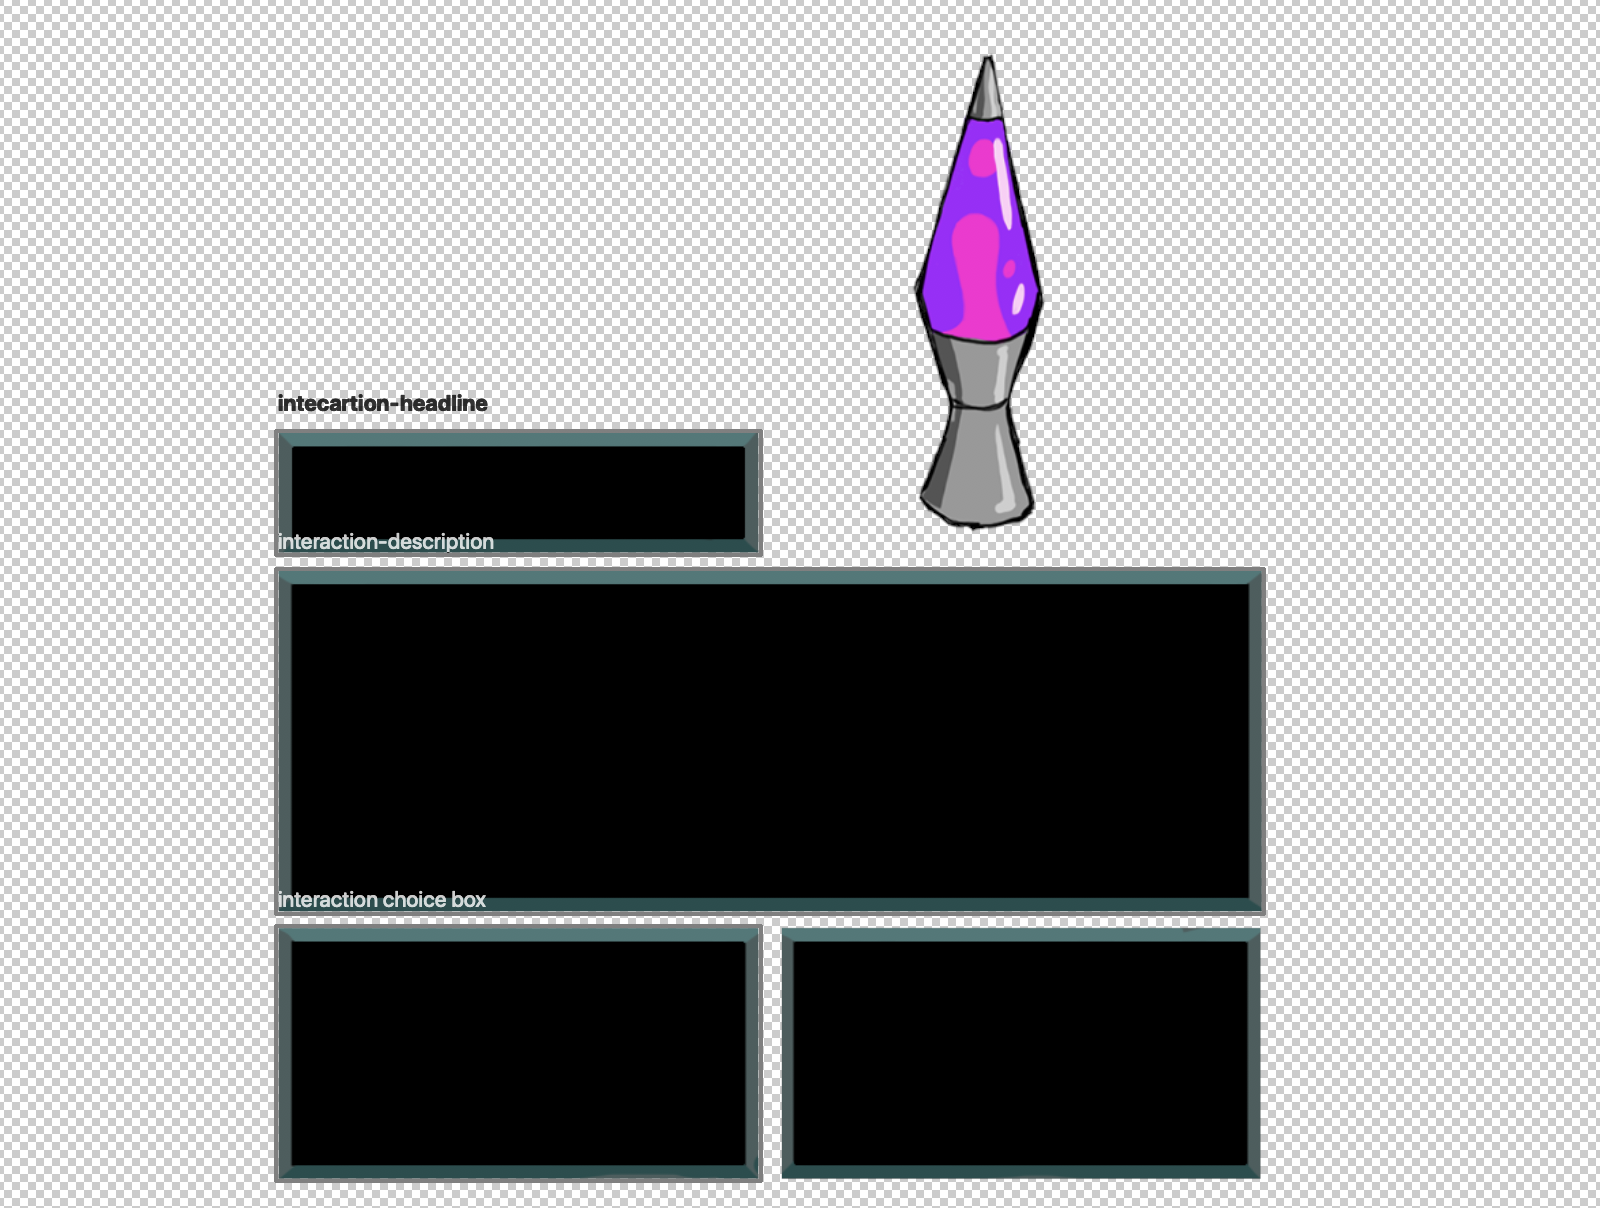 intecartion-headline
interaction-description
interaction choice box